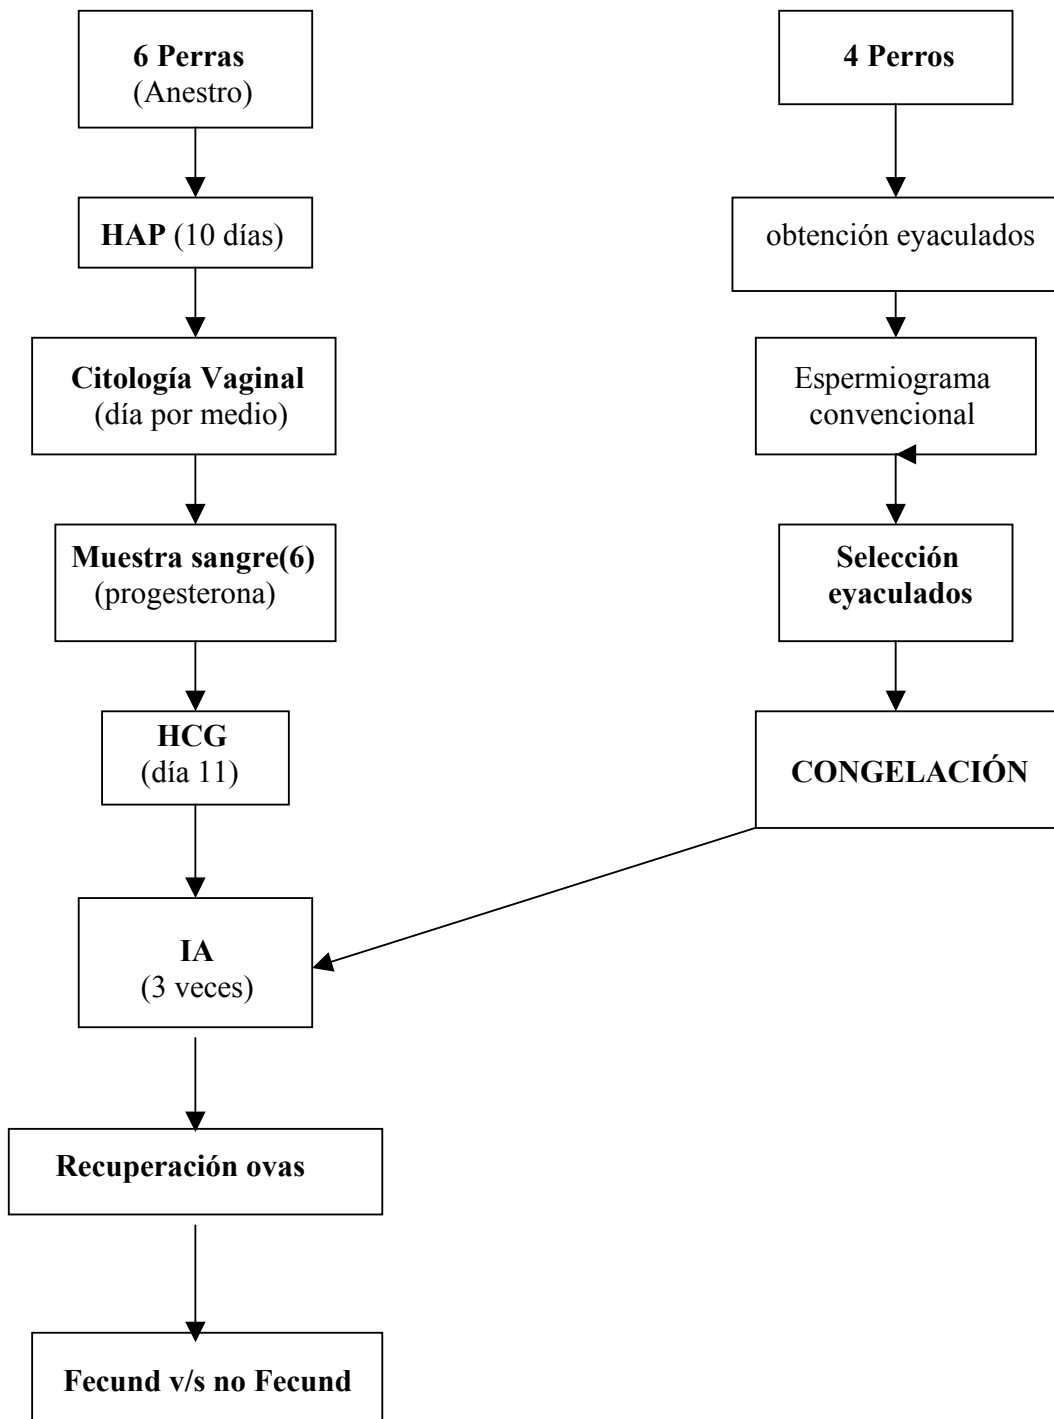 6 Perras
(Anestro)
HAP (10 días)
Citología Vaginal
(día por medio)
Muestra sangre(6)
(progesterona)
HCG
(día 11)
IA
(3 veces)
Recuperación ovas
Fecund v/s no Fecund
4 Perros
obtención eyaculados
Espermiograma
convencional
Selección
eyaculados
CONGELACIÓN